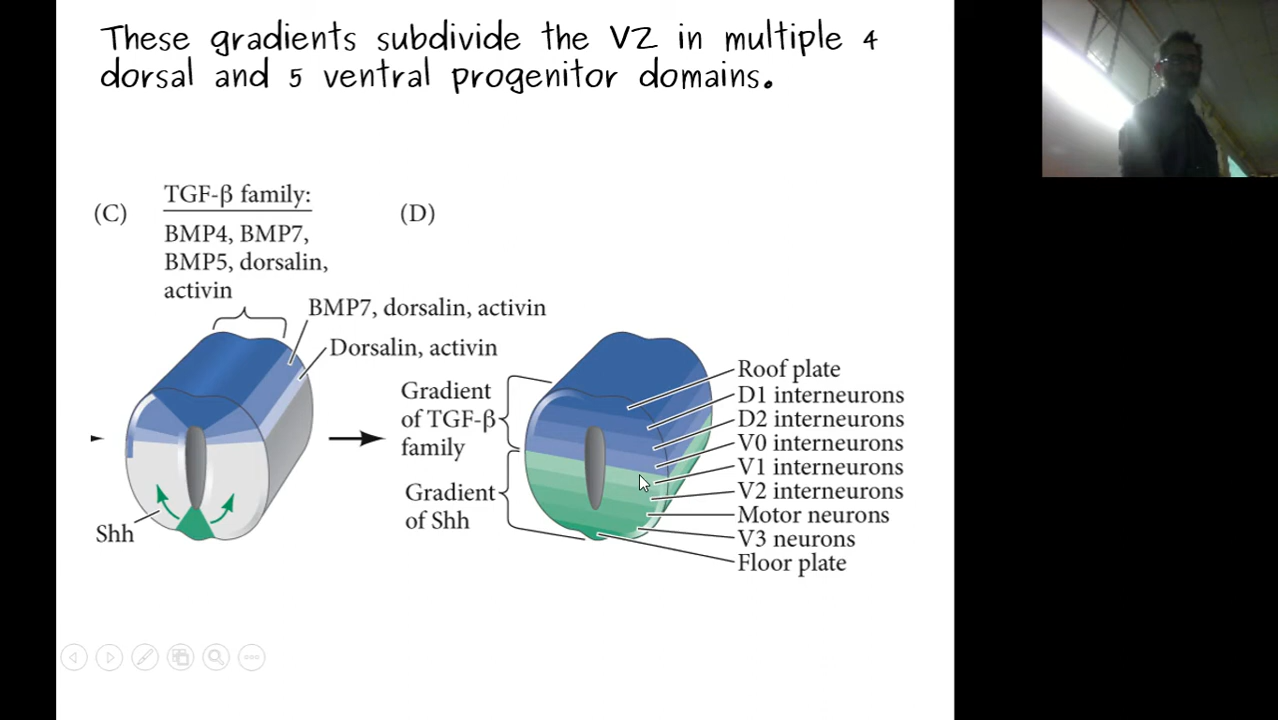 These gradients subdivide the VZ in multiple 4
dorsal and 5 ventral progenitor domains.
(C)
TGF-β family:
BMP4, BMP7,
BMP5, dorsalin,
activin
BMP7, dorsalin, activin
Dorsalin, activin
Shh
(D)
Gradient
of TGF-β
family
Gradient
of Shh
Roof plate
D1 interneurons
D2 interneurons
V0 interneurons
V1 interneurons
V2 interneurons
Motor neurons
V3 neurons
Floor plate